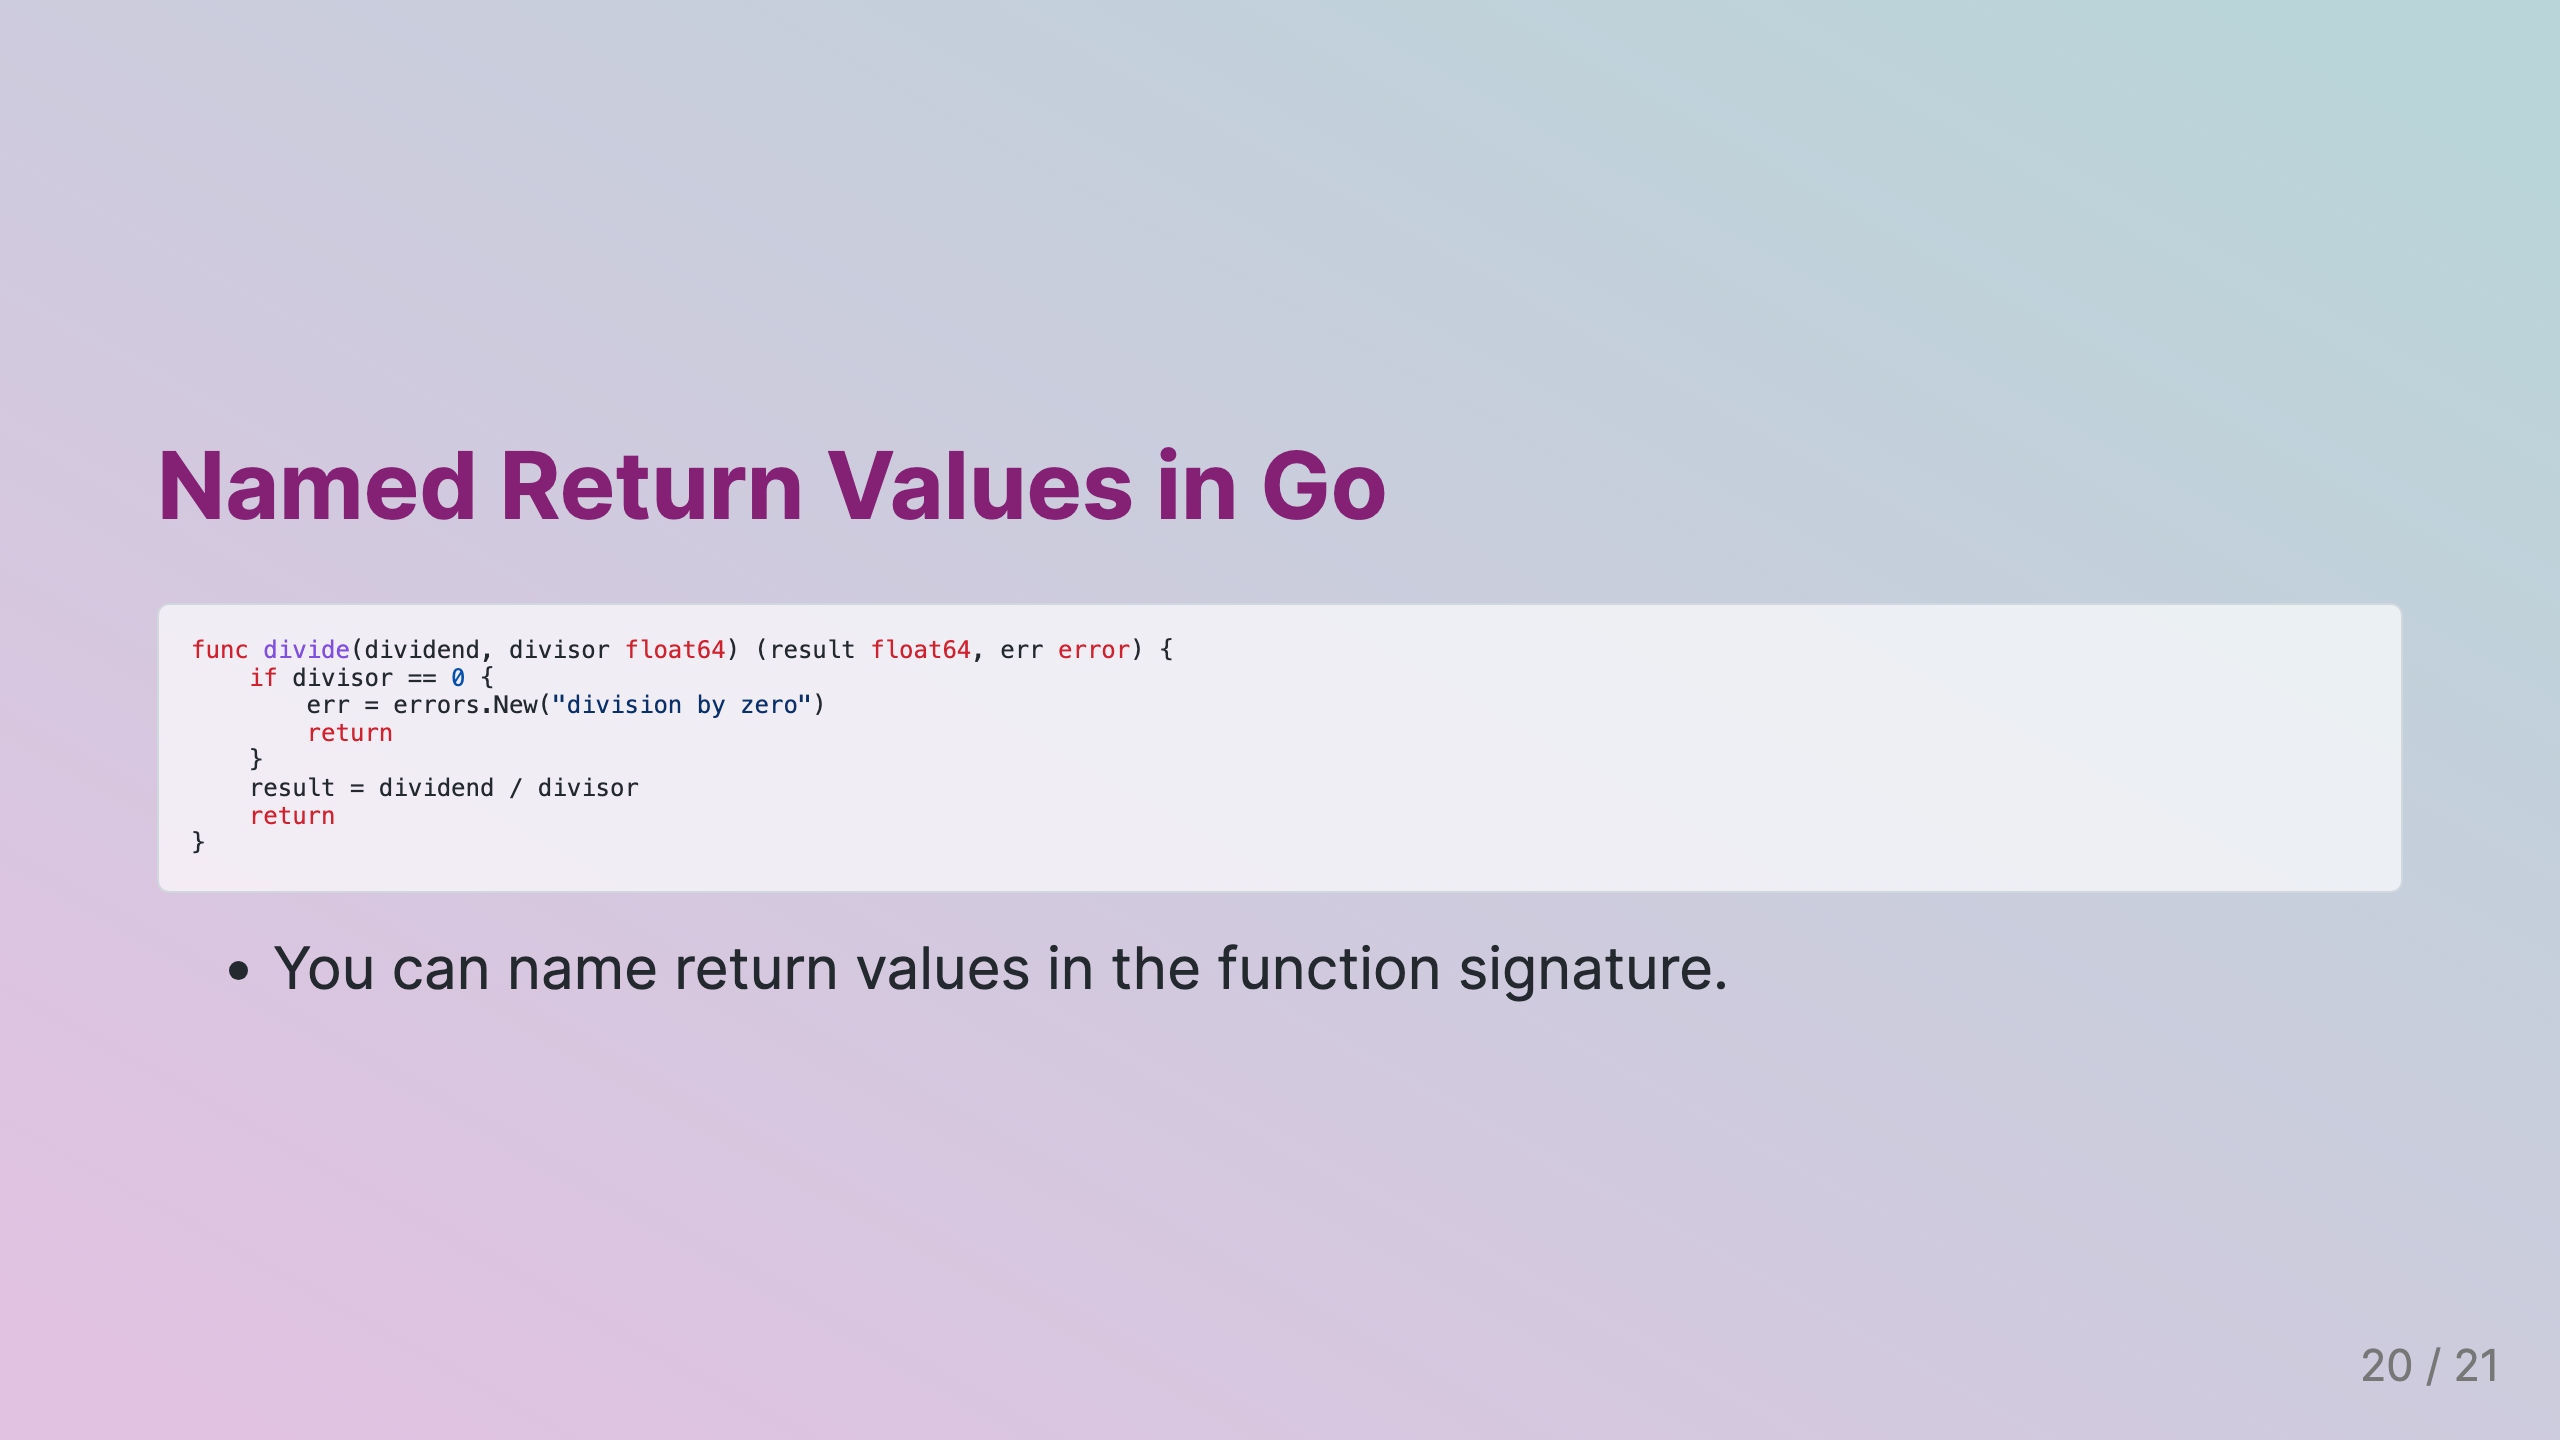 Named Return Values in Go
func divide(dividend, divisor float64) (result float64, err error) {
    if divisor == 0 {
        err = errors.New("division by zero")
        return
    }
    result = dividend / divisor
    return
}
• You can name return values in the function signature.
20 / 21